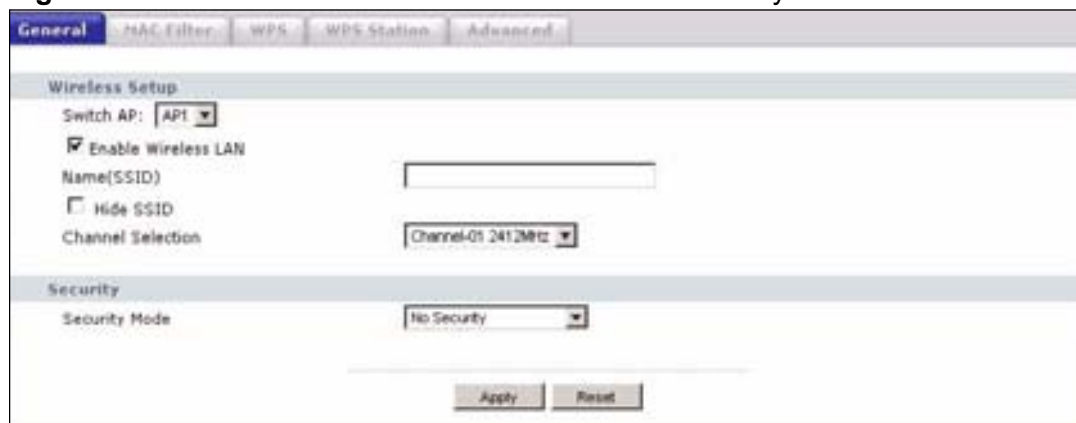 General MAC Filter WPS WPS Station Advanced
Wireless Setup
Switch AP: AP1
Enable Wireless LAN
Name(SSID)
Hide SSID
Channel Selection Channel-01 2412MHz
Security
Security Mode No Security
Apply Reset